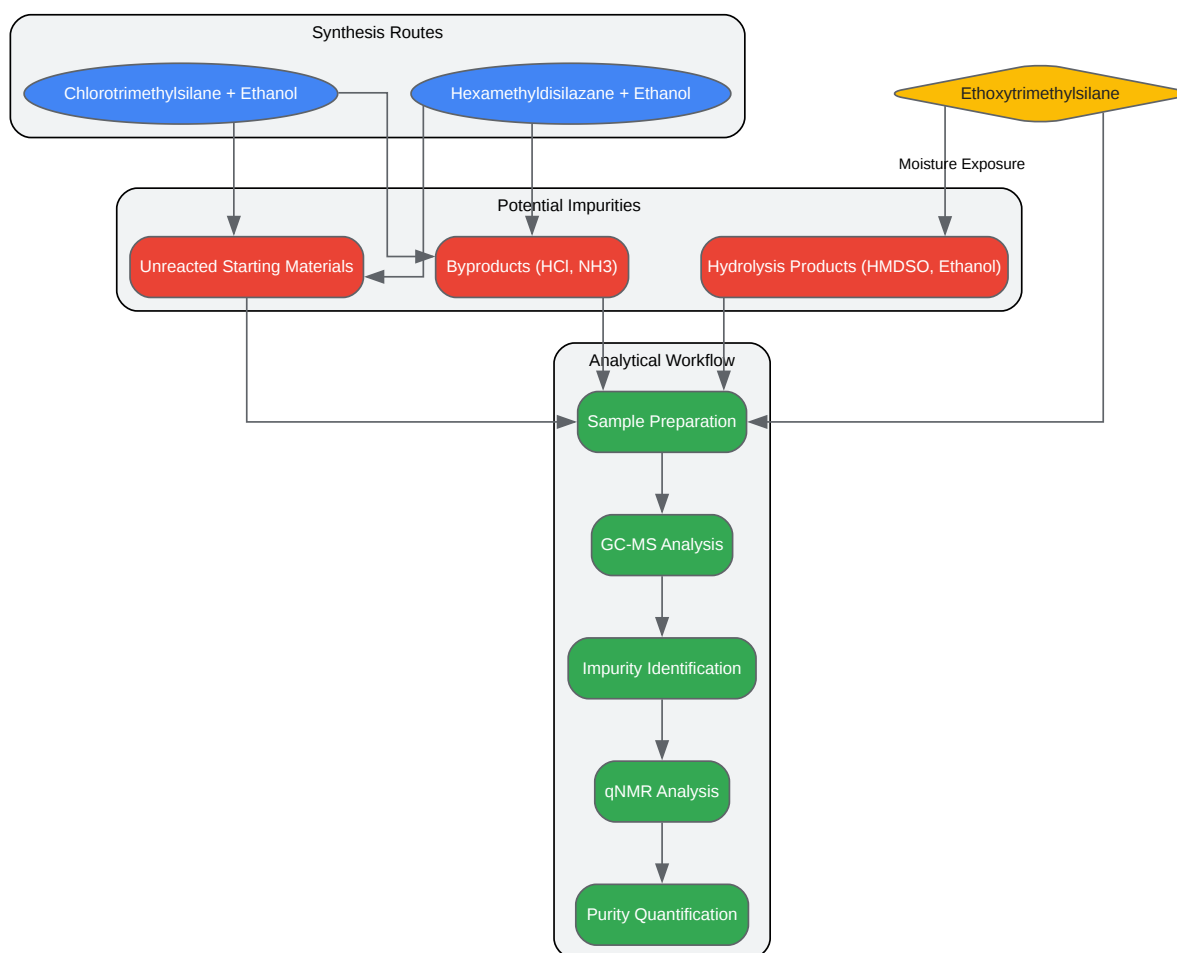 Synthesis Routes
Chlorotrimethylsilane + Ethanol
Hexamethyldisilazane + Ethanol
Ethoxytrimethylsilane
Moisture Exposure
Potential Impurities
Unreacted Starting Materials
Byproducts (HCl, NH3)
Hydrolysis Products (HMDSO, Ethanol)
Analytical Workflow
Sample Preparation
GC-MS Analysis
Impurity Identification
qNMR Analysis
Purity Quantification